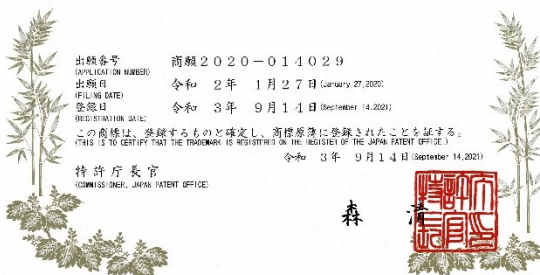 出願番号 商願2020－014029
(APPLICATION NUMBER)
出願日 令和 2年 1月27日(January 27,2020)
(FILING DATE)
登録日 令和 3年 9月14日(September 14,2021)
(REGISTRATION DATE)
この商標は、登録するものと確定し、商標原簿に登録されたことを証する。
(THIS IS TO CERTIFY THAT THE TRADEMARK IS REGISTERED ON THE REGISTER OF THE JAPAN PATENT OFFICE.)
令和 3年 9月14日(September 14,2021)
特許庁長官
(COMMISSIONER, JAPAN PATENT OFFICE)
森 清